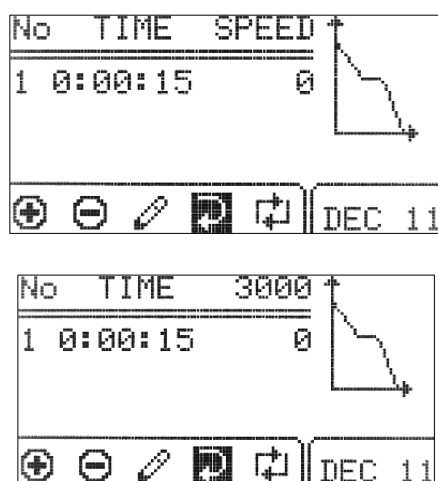 No TIME SPEED
1 0:00:15 0
DEC 11
No TIME 3000
1 0:00:15 0
DEC 11